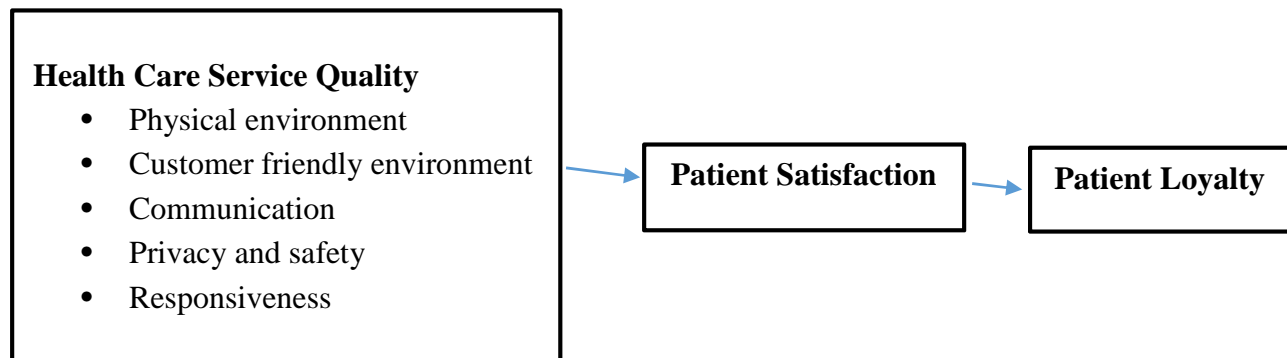 Health Care Service Quality
• Physical environment
• Customer friendly environment
• Communication
• Privacy and safety
• Responsiveness
Patient Satisfaction
Patient Loyalty